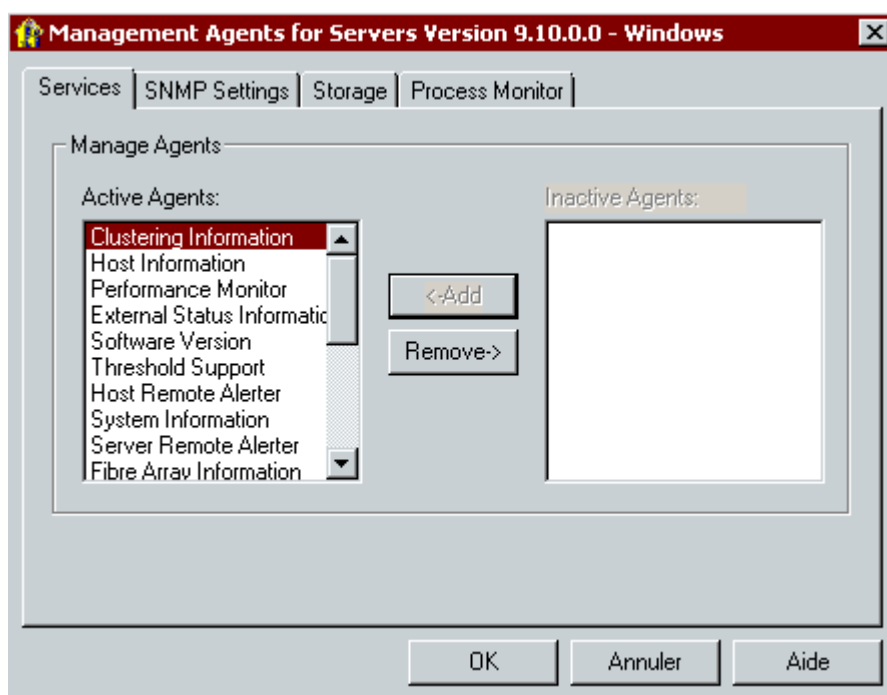 Management Agents for Servers Version 9.10.0.0 - Windows
Services
SNMP Settings
Storage
Process Monitor
Manage Agents
Active Agents:
Inactive Agents:
Clustering Information
Host Information
Performance Monitor
External Status Informatic
Software Version
Threshold Support
Host Remote Alerter
System Information
Server Remote Alerter
Fibre Array Information
<-Add
Remove->
OK
Annuler
Aide